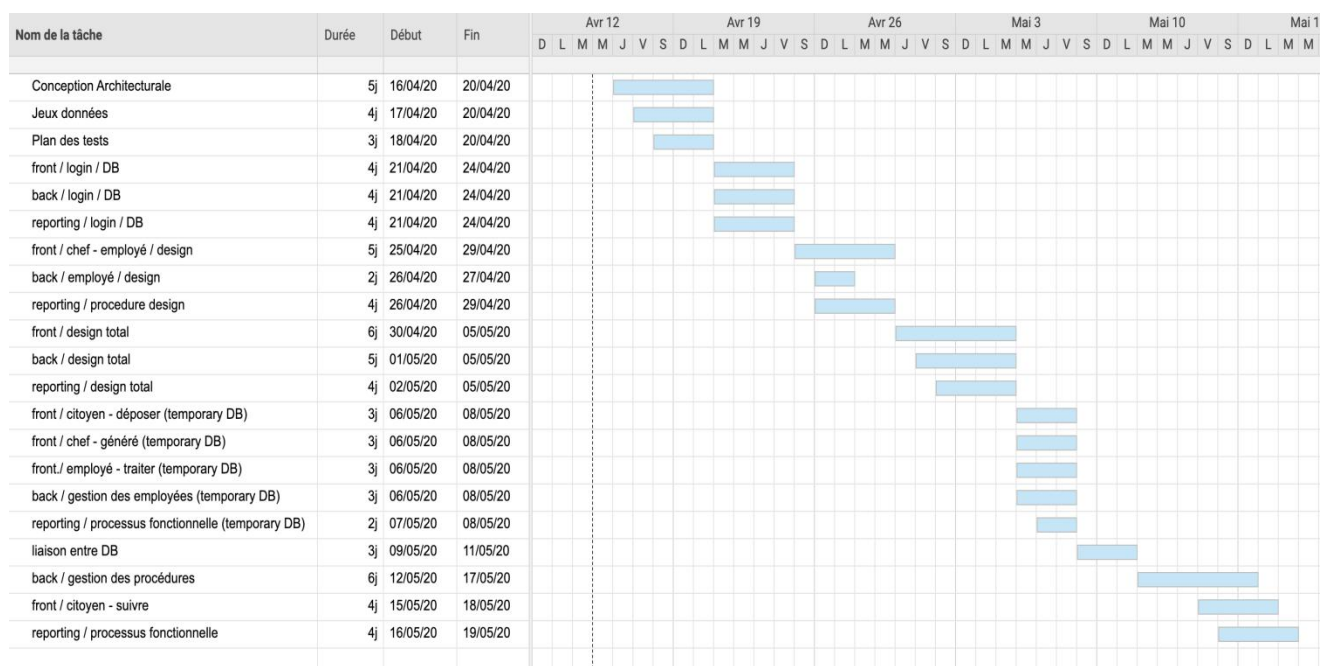 Nom de la tâche Durée Début Fin Avr 12 Avr 19 Avr 26 Mai 3 Mai 10 Mai 1
D L M M J V S D L M M J V S D L M M J V S D L M M J V S D L M M J V S D L M M
Conception Architecturale 5j 16/04/20 20/04/20
Jeux données 4j 17/04/20 20/04/20
Plan des tests 3j 18/04/20 20/04/20
front / login / DB 4j 21/04/20 24/04/20
back / login / DB 4j 21/04/20 24/04/20
reporting / login / DB 4j 21/04/20 24/04/20
front / chef - employé / design 5j 25/04/20 29/04/20
back / employé / design 2j 26/04/20 27/04/20
reporting / procedure design 4j 26/04/20 29/04/20
front / design total 6j 30/04/20 05/05/20
back / design total 5j 01/05/20 05/05/20
reporting / design total 4j 02/05/20 05/05/20
front / citoyen - déposer (temporary DB) 3j 06/05/20 08/05/20
front / chef - généré (temporary DB) 3j 06/05/20 08/05/20
front./ employé - traiter (temporary DB) 3j 06/05/20 08/05/20
back / gestion des employées (temporary DB) 3j 06/05/20 08/05/20
reporting / processus fonctionnelle (temporary DB) 2j 07/05/20 08/05/20
liaison entre DB 3j 09/05/20 11/05/20
back / gestion des procédures 6j 12/05/20 17/05/20
front / citoyen - suivre 4j 15/05/20 18/05/20
reporting / processus fonctionnelle 4j 16/05/20 19/05/20